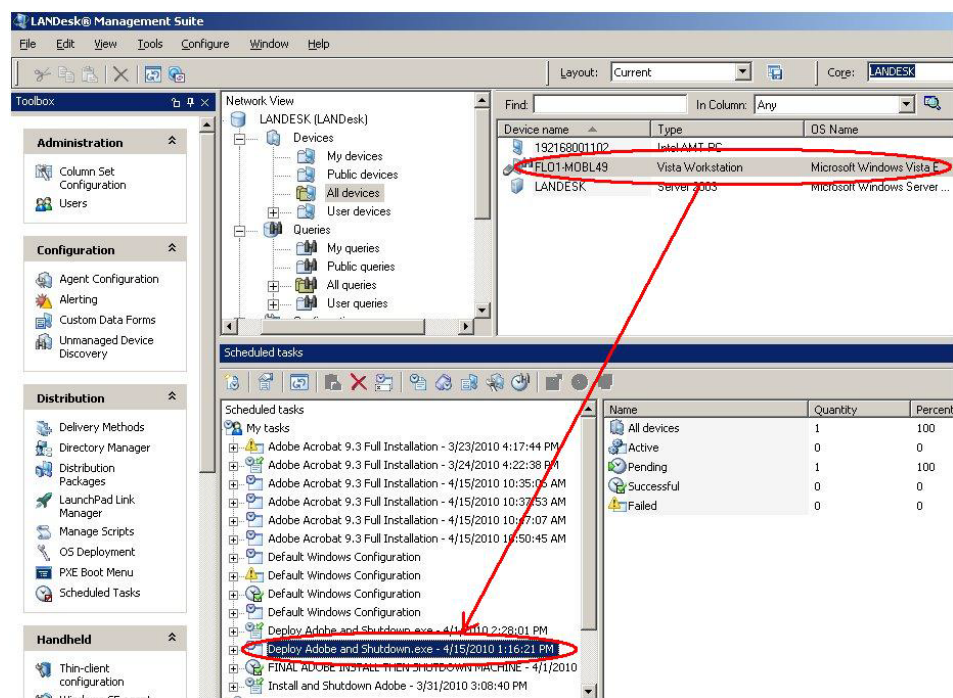 LANDesk® Management Suite
File Edit View Tools Configure Window Help
Layout: Current Core: LANDESK
Toolbox
Administration
Column Set
Configuration
Users
Configuration
Agent Configuration
Alerting
Custom Data Forms
Unmanaged Device
Discovery
Distribution
Delivery Methods
Directory Manager
Distribution
Packages
LaunchPad Link
Manager
Manage Scripts
OS Deployment
PXE Boot Menu
Scheduled Tasks
Handheld
Thin-client
configuration
Network View
LANDESK (LANDesk)
Devices
My devices
Public devices
All devices
User devices
Queries
My queries
Public queries
All queries
User queries
Find: In Column: Any
Device name Type OS Name
192168001102 Intel AMT PC
FLO1-MOBL49 Vista Workstation Microsoft Windows Vista E
LANDESK Server 2003 Microsoft Windows Server ...
Scheduled tasks
Scheduled tasks
My tasks
Adobe Acrobat 9.3 Full Installation - 3/23/2010 4:17:44 PM
Adobe Acrobat 9.3 Full Installation - 3/24/2010 4:22:38 PM
Adobe Acrobat 9.3 Full Installation - 4/15/2010 10:35:05 AM
Adobe Acrobat 9.3 Full Installation - 4/15/2010 10:37:53 AM
Adobe Acrobat 9.3 Full Installation - 4/15/2010 10:47:07 AM
Adobe Acrobat 9.3 Full Installation - 4/15/2010 10:50:45 AM
Default Windows Configuration
Default Windows Configuration
Default Windows Configuration
Default Windows Configuration
Deploy Adobe and Shutdown.exe - 4/1/2010 2:28:01 PM
Deploy Adobe and Shutdown.exe - 4/15/2010 1:16:21 PM
FINAL ADOBE INSTALL THEN SHUTDOWN MACHINE - 4/1/2010
Install and Shutdown Adobe - 3/31/2010 3:08:40 PM
Name Quantity Percent
All devices 1 100
Active 0 0
Pending 1 100
Successful 0 0
Failed 0 0